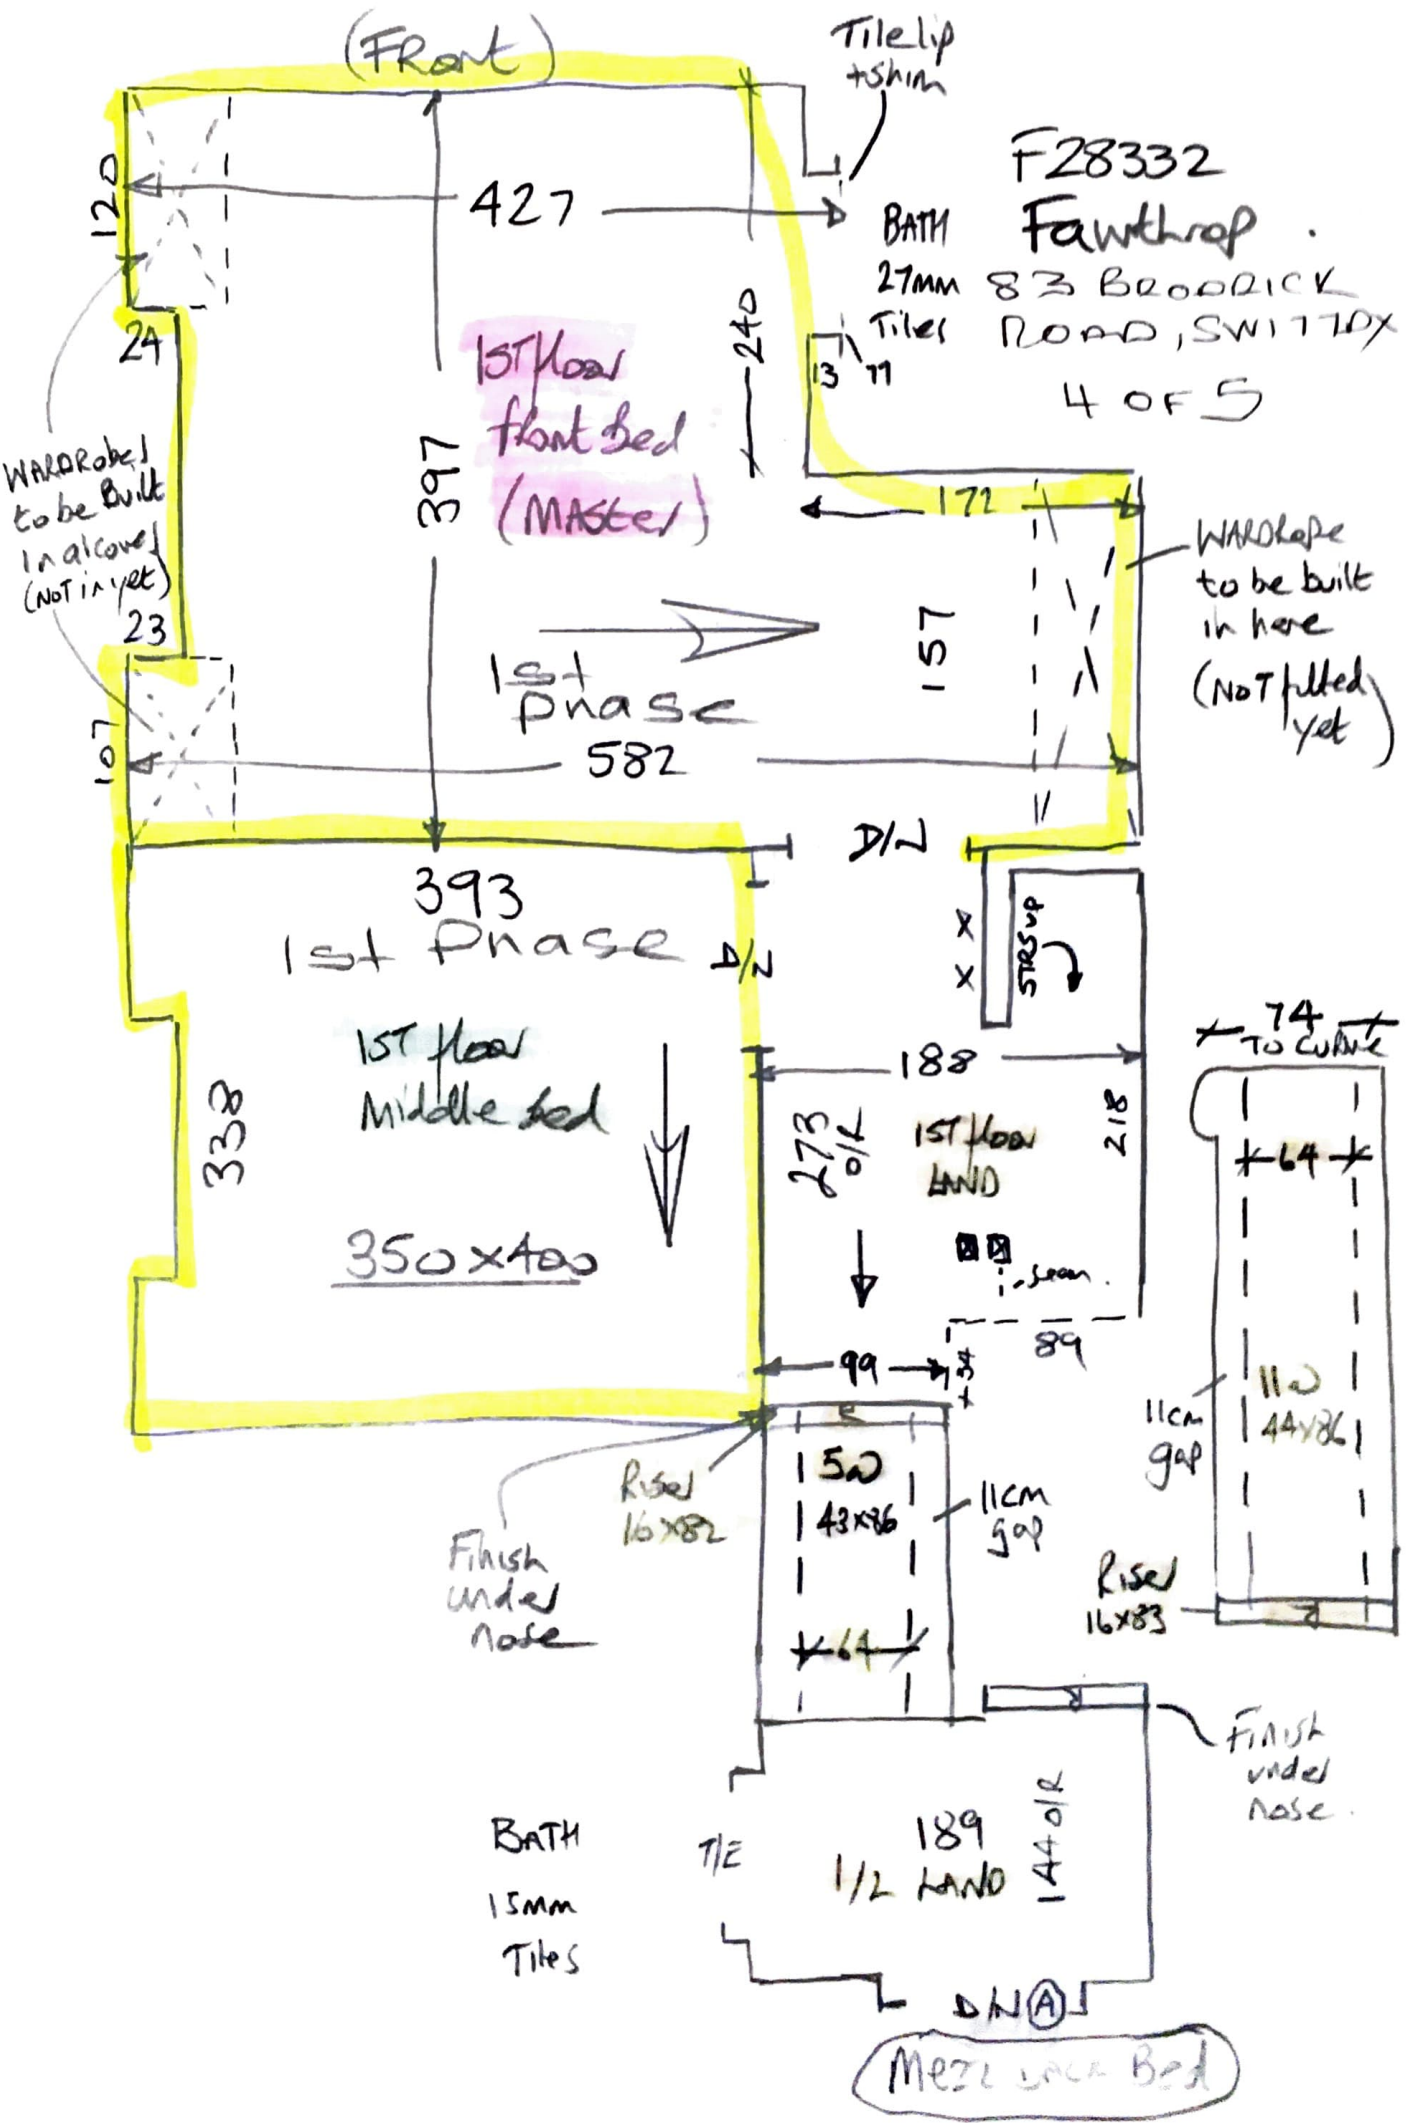 (Front)
Tile lip
+ shim
F28332
Fawthrop
83 BRODRICK
ROAD, SW17 7DX
4 OF 5
BATH
27mm
Tiles
120
427
24
240
13
77
1ST floor
front Bed
(MASter)
397
WARDRobes
to be Built
In alcoves
(NOT in yet)
23
172
WARDRobe
to be built
in here
(NOT fitted
yet)
157
1st
Phase
107
582
D/N
393
1st Phase
D/N
X X
STRS UP
1ST floor
Middle Bed
338
350x400
188
273
O/R
1ST floor
LAND
218
seam
89
99
34
74
TO CURVE
64
11cm
gap
11W
44x86
Riser
16x83
R
R
5W
43x86
11cm
gap
Riser
16x82
Finish
under
nose
64
R
Finish
under
nose
BATH
15mm
Tiles
T/E
189
1/2 LAND
144 O/R
D/N A
Bed